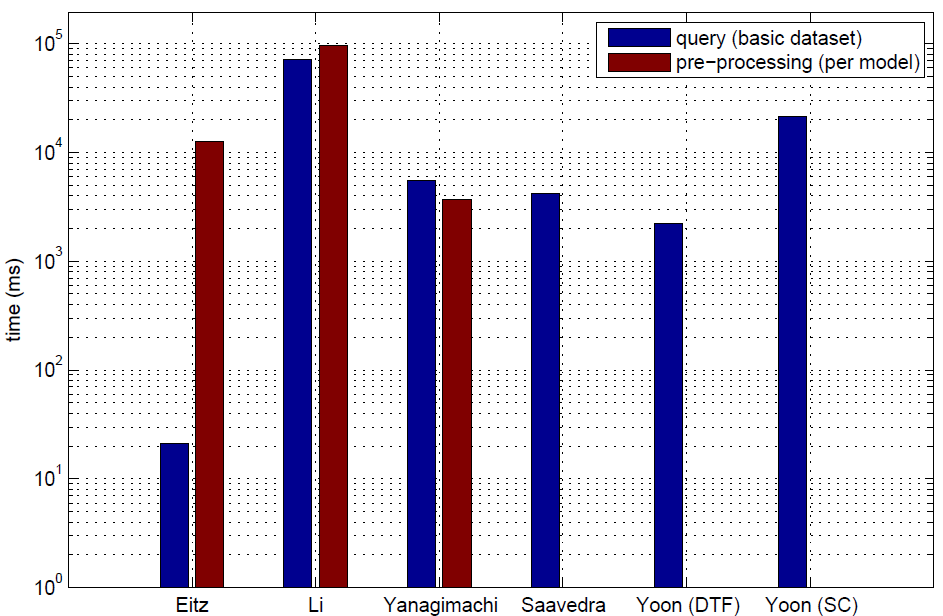 query (basic dataset)
pre−processing (per model)
10^5
10^4
10^3
10^2
10^1
10^0
time (ms)
Eitz Li Yanagimachi Saavedra Yoon (DTF) Yoon (SC)